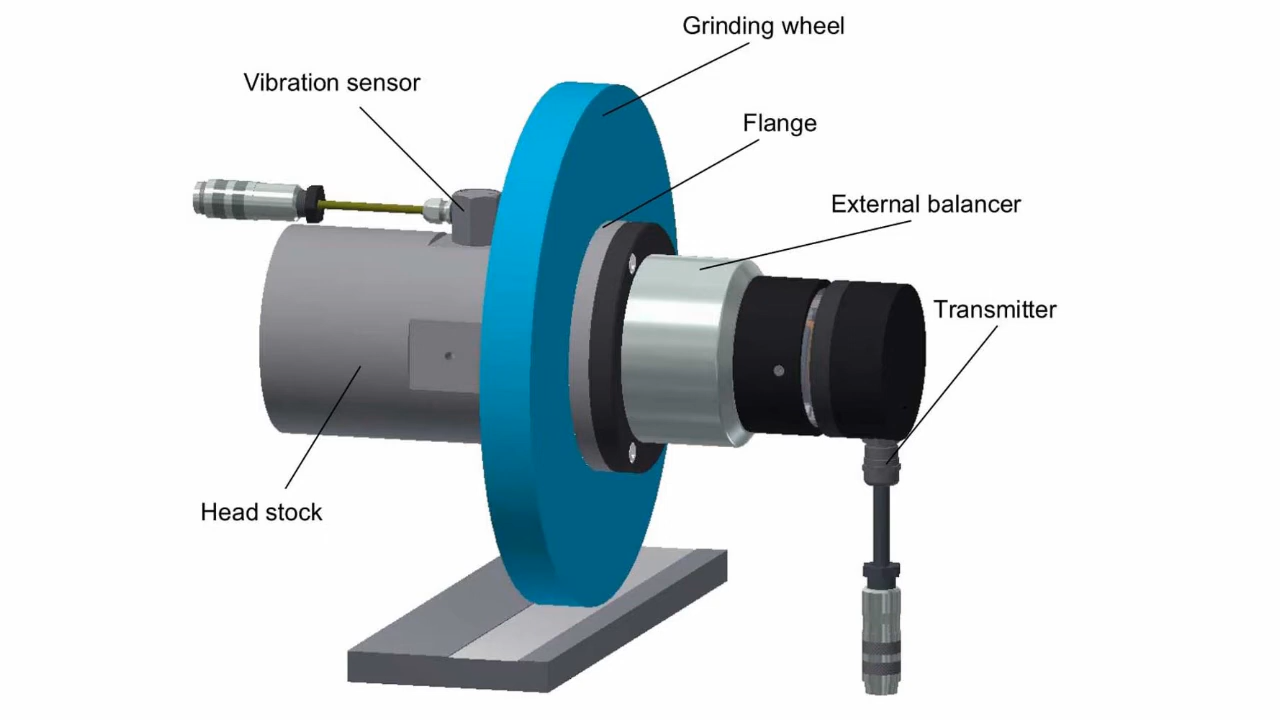 Grinding wheel
Vibration sensor
Flange
External balancer
Transmitter
Head stock